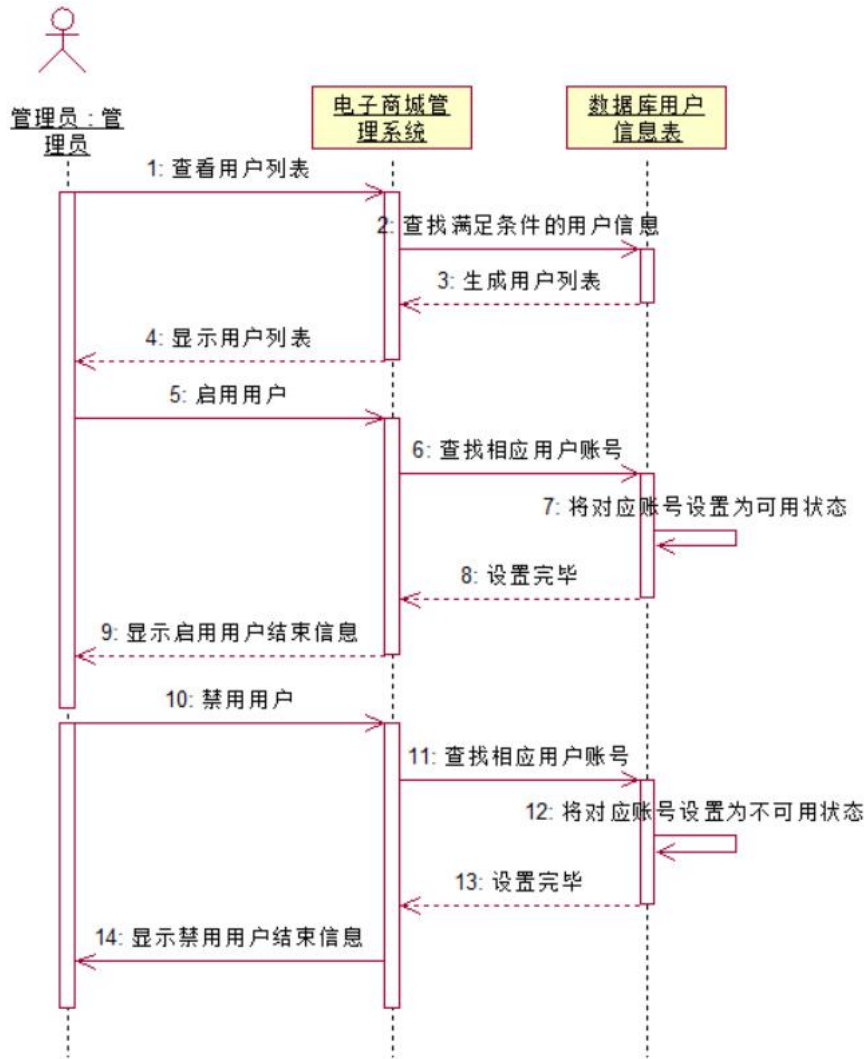 管理员 : 管
理员
电子商城管
理系统
数据库用户
信息表
1: 查看用户列表
2: 查找满足条件的用户信息
3: 生成用户列表
4: 显示用户列表
5: 启用用户
6: 查找相应用户账号
7: 将对应账号设置为可用状态
8: 设置完毕
9: 显示启用用户结束信息
10: 禁用用户
11: 查找相应用户账号
12: 将对应账号设置为不可用状态
13: 设置完毕
14: 显示禁用用户结束信息